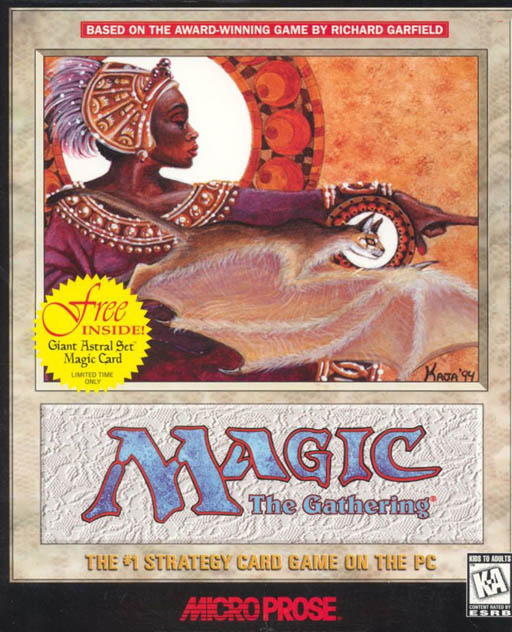 BASED ON THE AWARD-WINNING GAME BY RICHARD GARFIELD
Free
INSIDE!
Giant Astral Set™
Magic Card
LIMITED TIME
ONLY
KAJA '94
MAGIC
The Gathering®
THE #1 STRATEGY CARD GAME ON THE PC
KIDS TO ADULTS
K-A
CONTENT RATED BY
ESRB
MICROPROSE